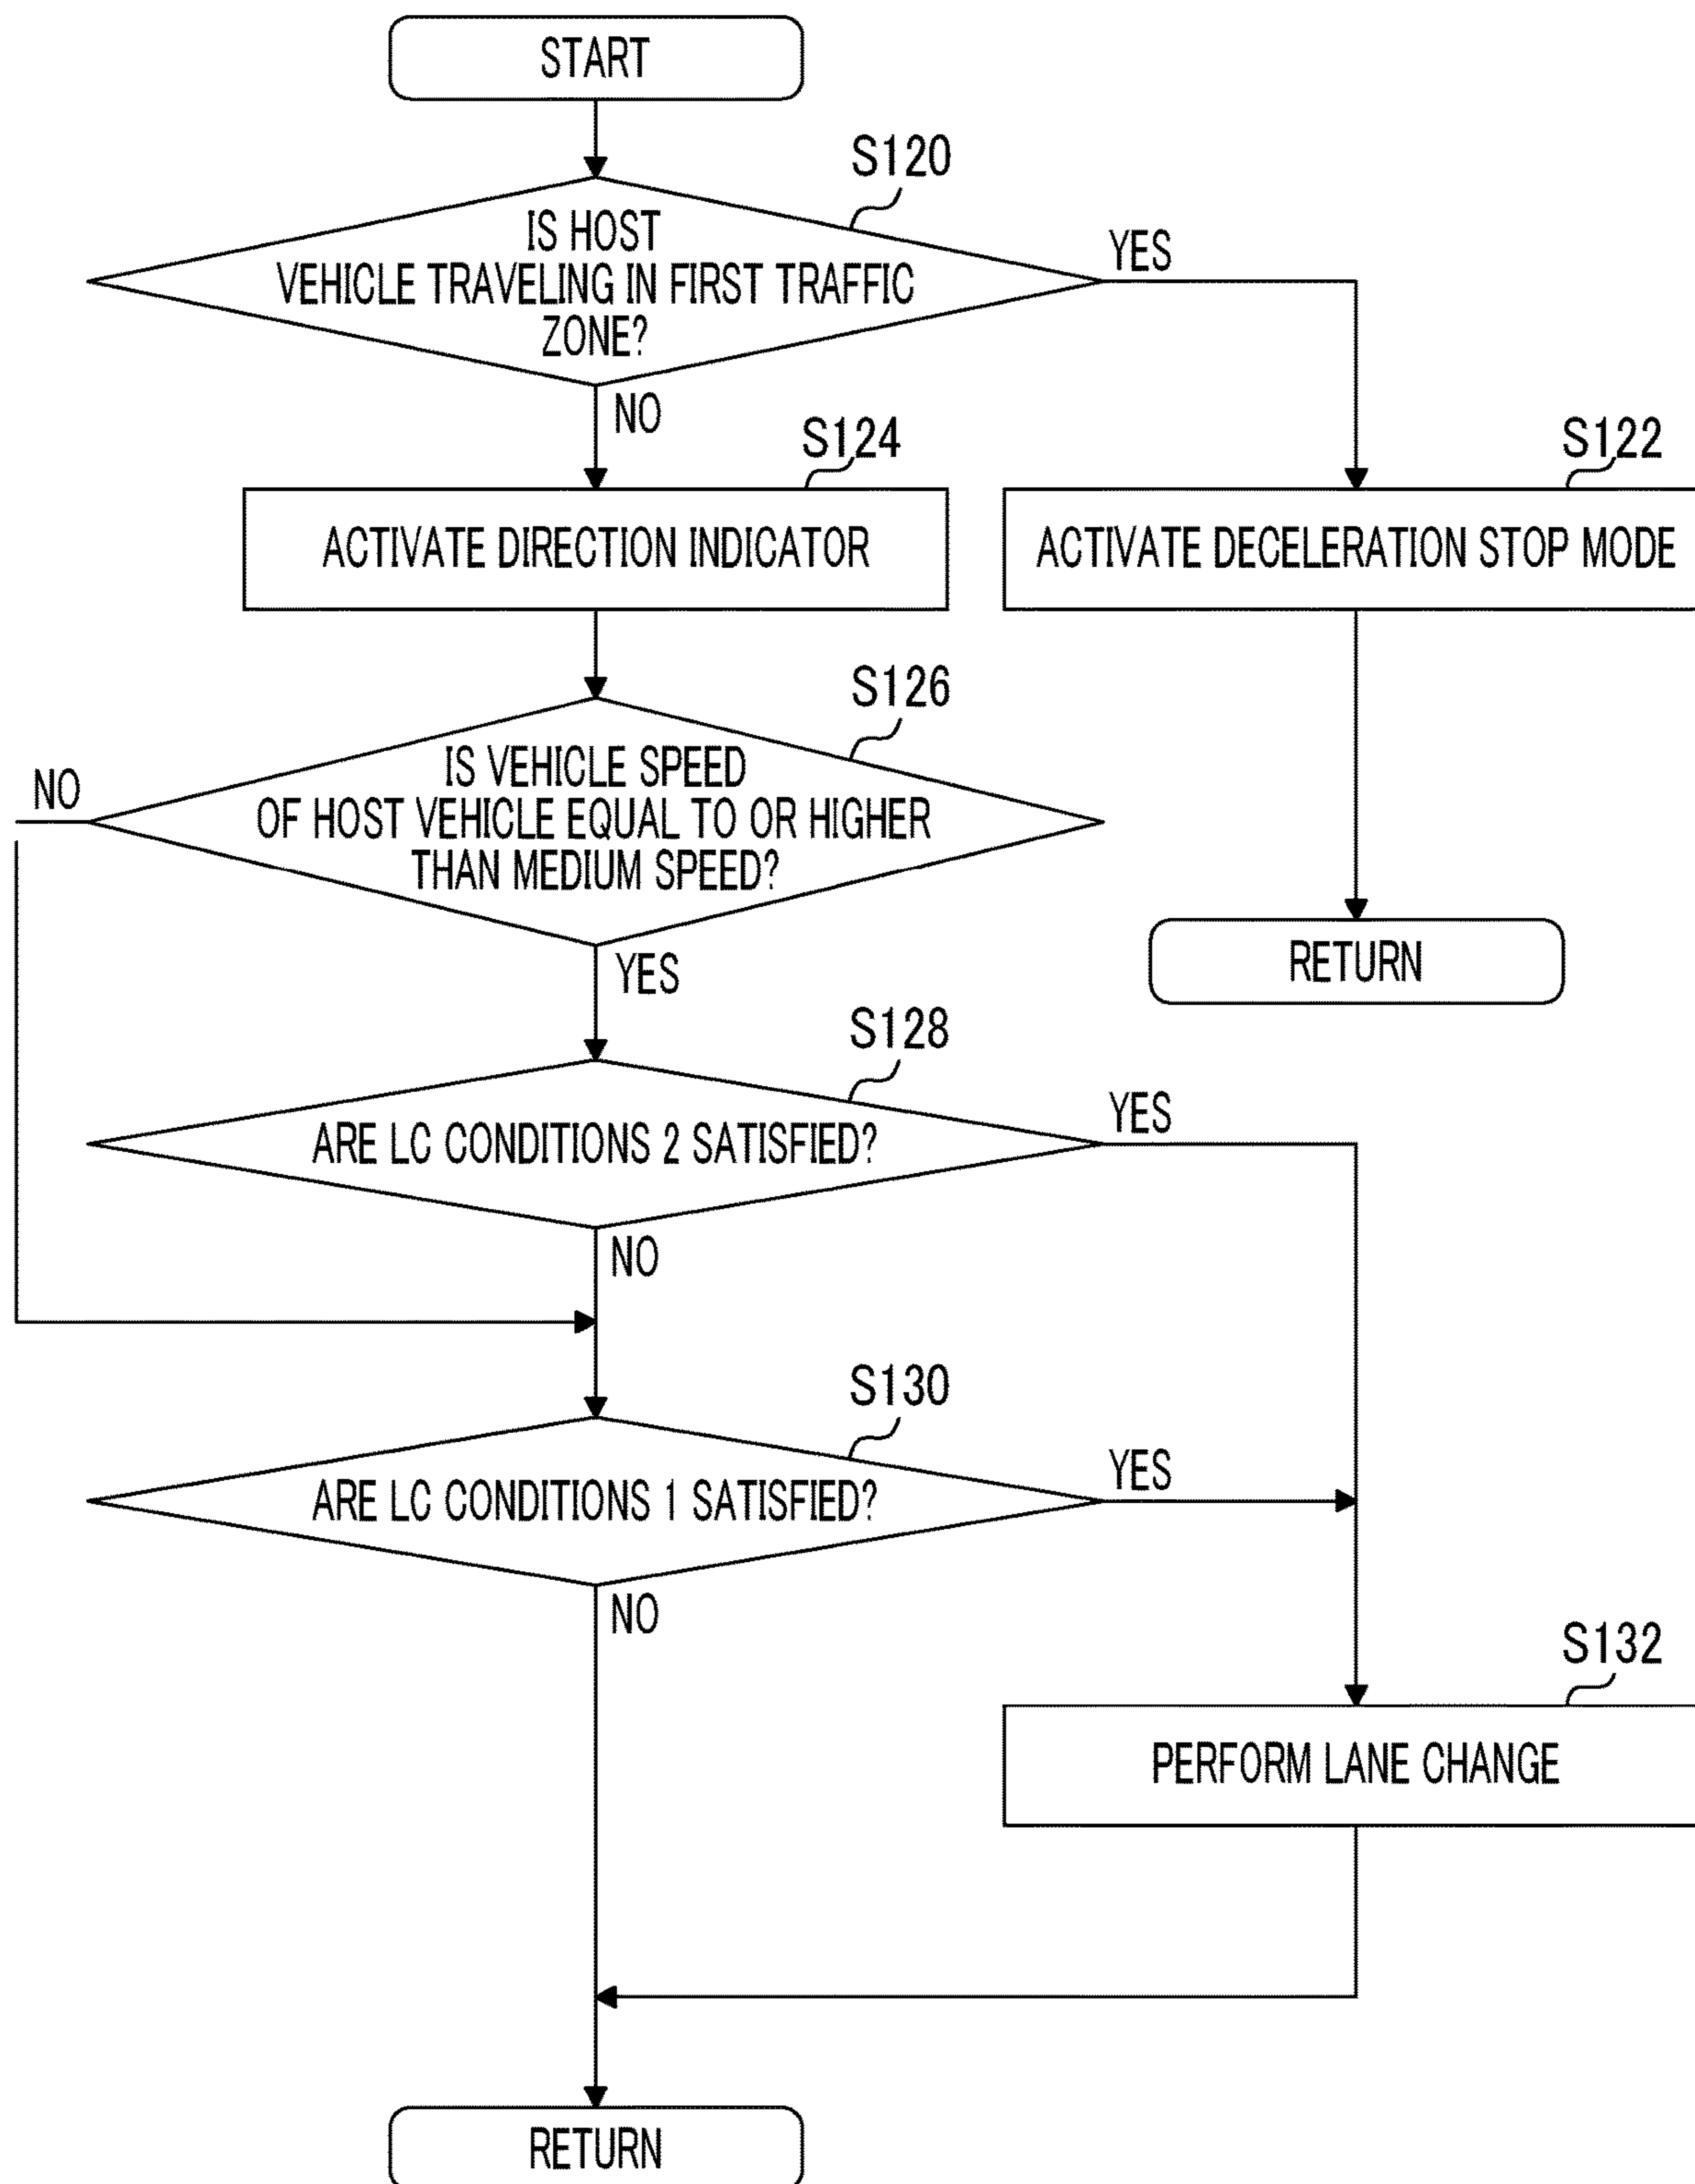 START
S120
IS HOST
VEHICLE TRAVELING IN FIRST TRAFFIC
ZONE?
YES
NO
S124
S122
ACTIVATE DIRECTION INDICATOR
ACTIVATE DECELERATION STOP MODE
S126
NO
IS VEHICLE SPEED
OF HOST VEHICLE EQUAL TO OR HIGHER
THAN MEDIUM SPEED?
YES
RETURN
S128
YES
ARE LC CONDITIONS 2 SATISFIED?
NO
S130
YES
ARE LC CONDITIONS 1 SATISFIED?
NO
S132
PERFORM LANE CHANGE
RETURN